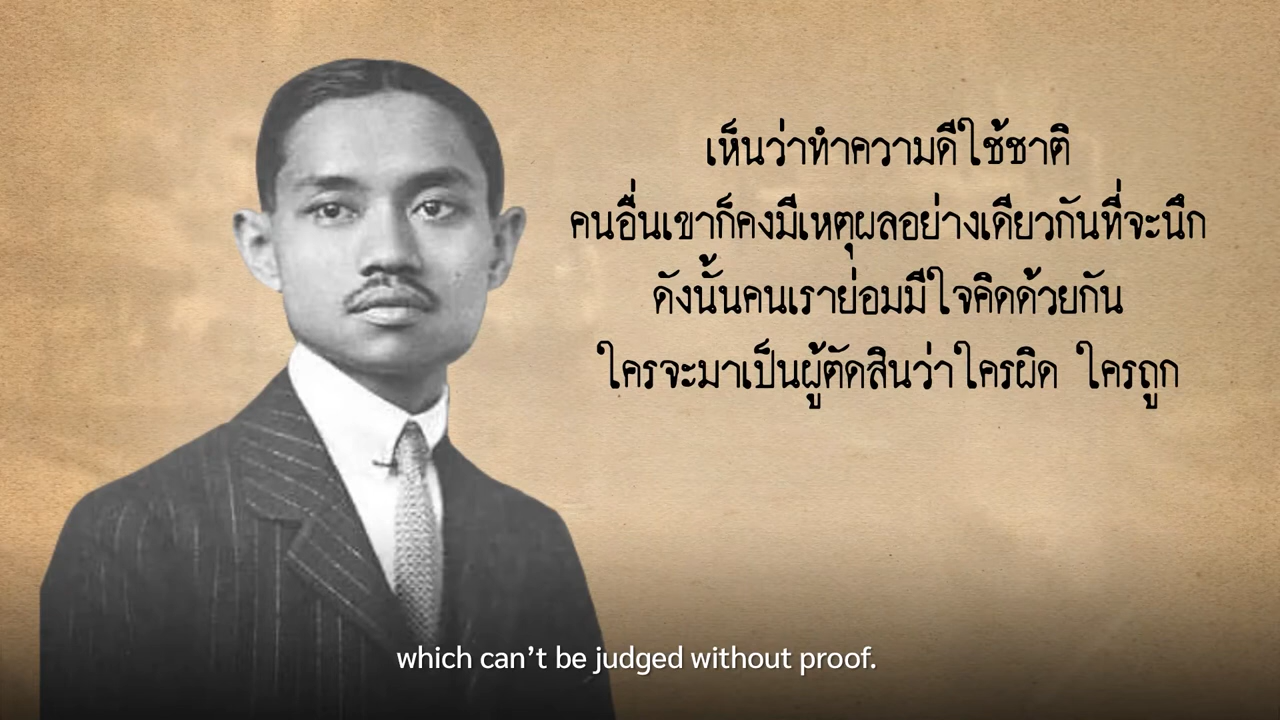 เห็นว่าทำความดีใช้ชาติ
คนอื่นเขาก็คงมีเหตุผลอย่างเดียวกันที่จะนึก
ดังนั้นคนเราย่อมมีใจคิดด้วยกัน
ใครจะมาเป็นผู้ตัดสินว่าใครผิด ใครถูก
which can't be judged without proof.